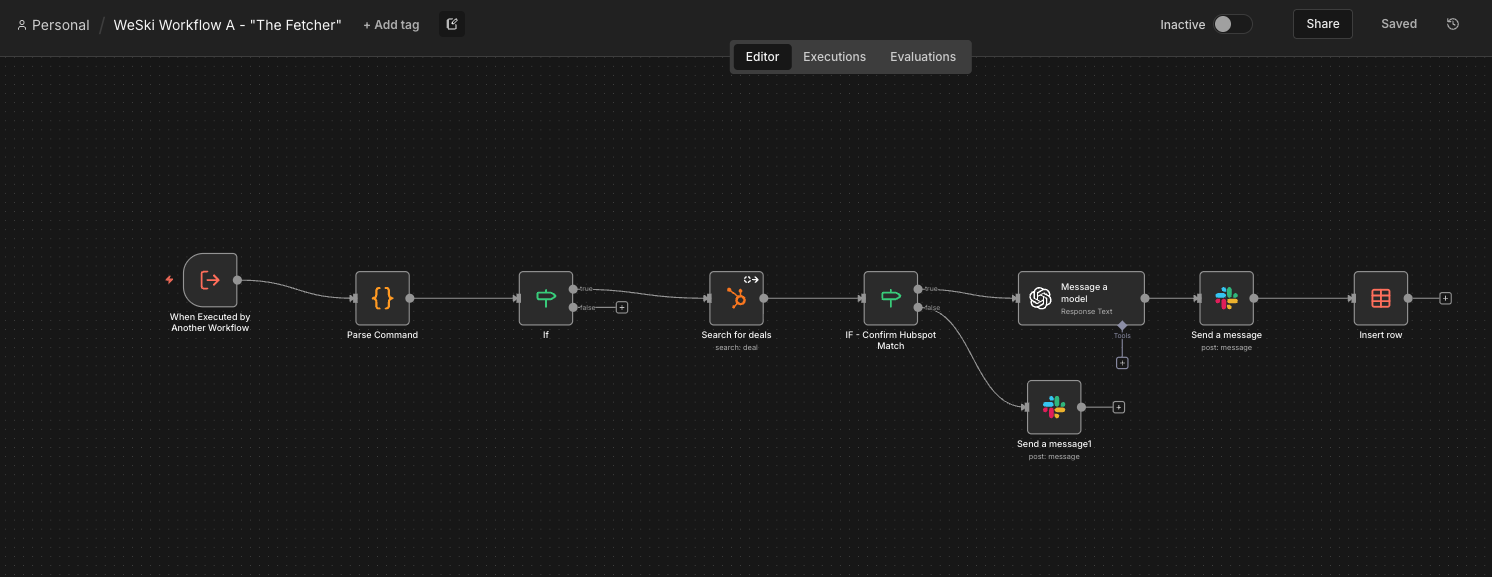 Personal / WeSki Workflow A - "The Fetcher" + Add tag
Inactive Share Saved
Editor Executions Evaluations
When Executed by
Another Workflow
Parse Command
If
true
false
Search for deals
search: deal
IF - Confirm Hubspot
Match
true
false
Message a
model
Response Text
Tools
Send a message
post: message
Insert row
Send a message1
post: message